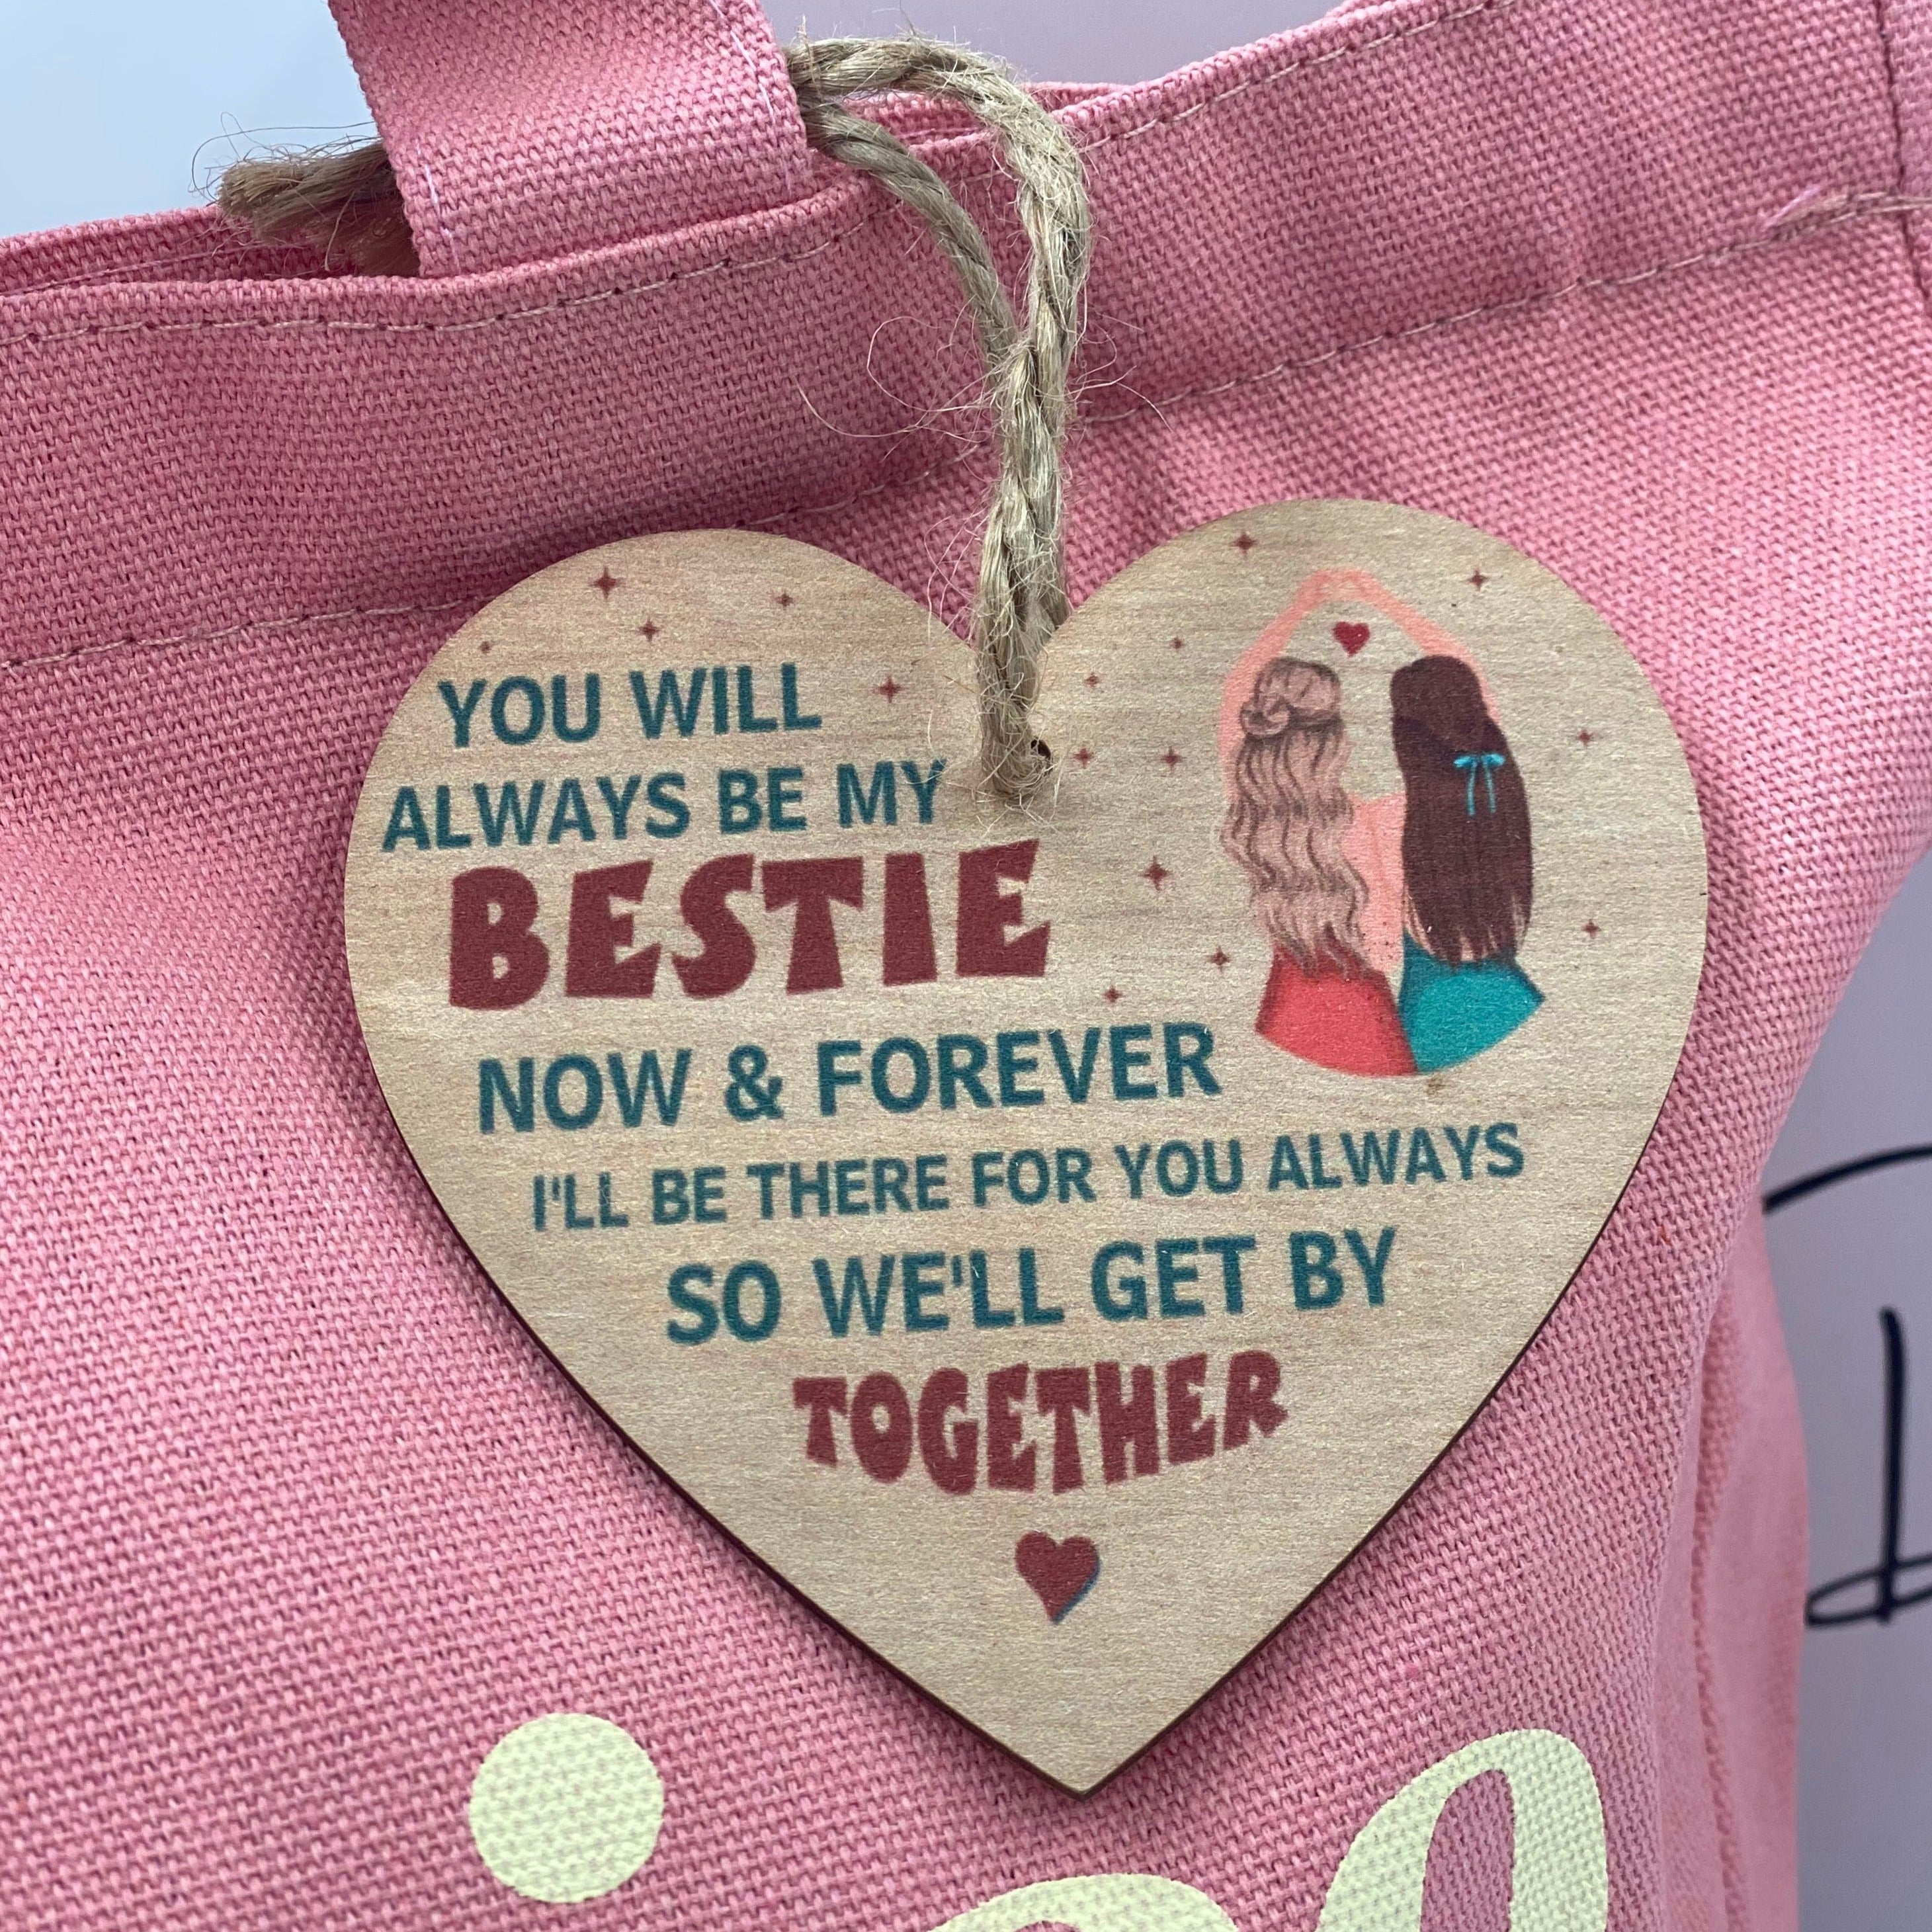 YOU WILL
ALWAYS BE MY
BESTIE
NOW & FOREVER
I'LL BE THERE FOR YOU ALWAYS
SO WE'LL GET BY
TOGETHER